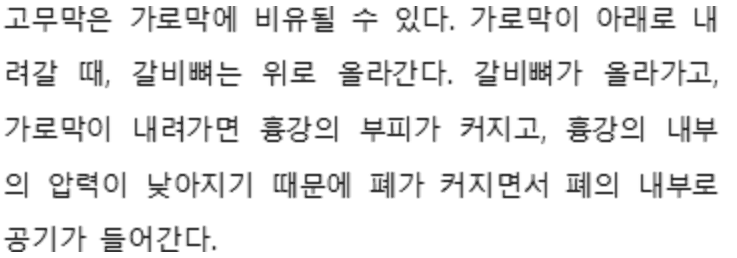 고무막은 가로막에 비유될 수 있다. 가로막이 아래로 내
려갈 때, 갈비뼈는 위로 올라간다. 갈비뼈가 올라가고,
가로막이 내려가면 흉강의 부피가 커지고, 흉강의 내부
의 압력이 낮아지기 때문에 폐가 커지면서 폐의 내부로
공기가 들어간다.